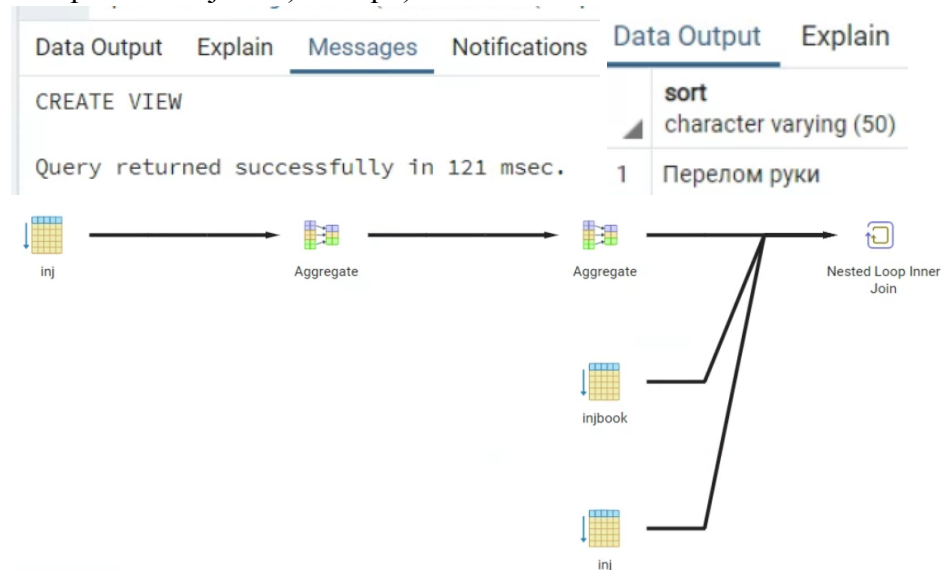 Data Output Explain Messages Notifications
CREATE VIEW
Query returned successfully in 121 msec.
Data Output Explain
sort
character varying (50)
1 Перелом руки
inj
Aggregate
Aggregate
Nested Loop Inner
Join
injbook
inj